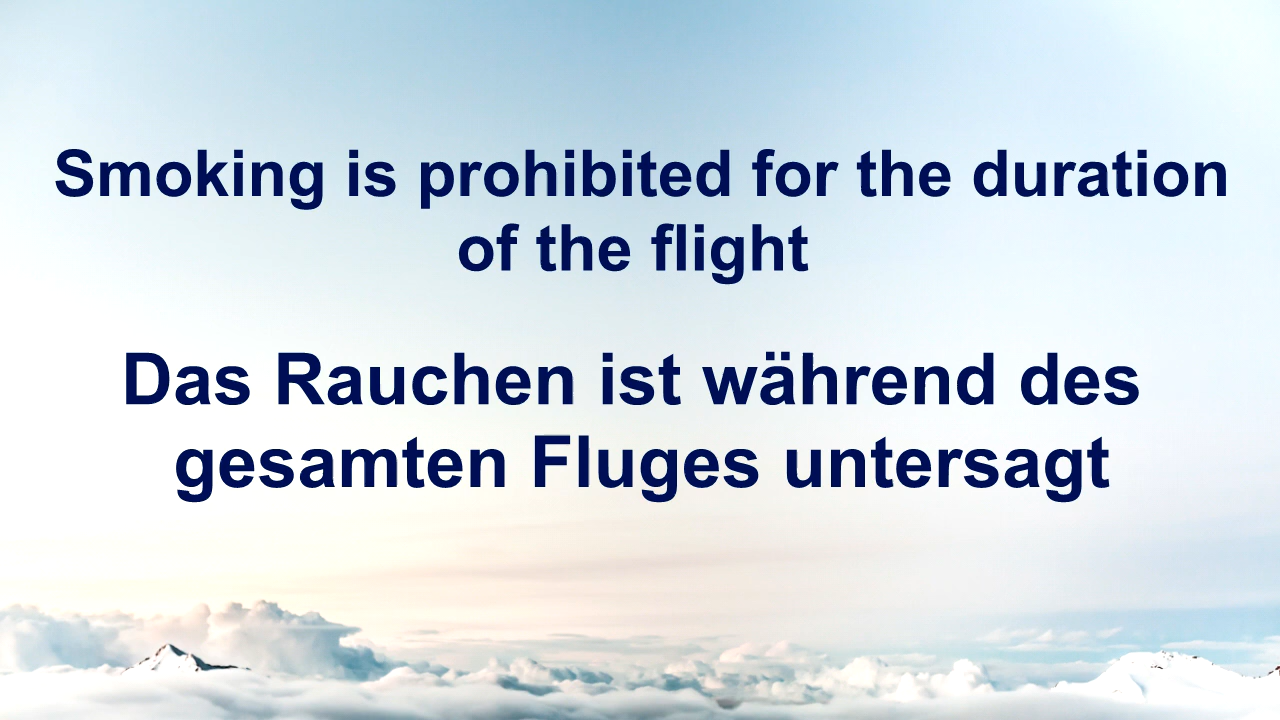 Smoking is prohibited for the duration
of the flight
Das Rauchen ist während des
gesamten Fluges untersagt